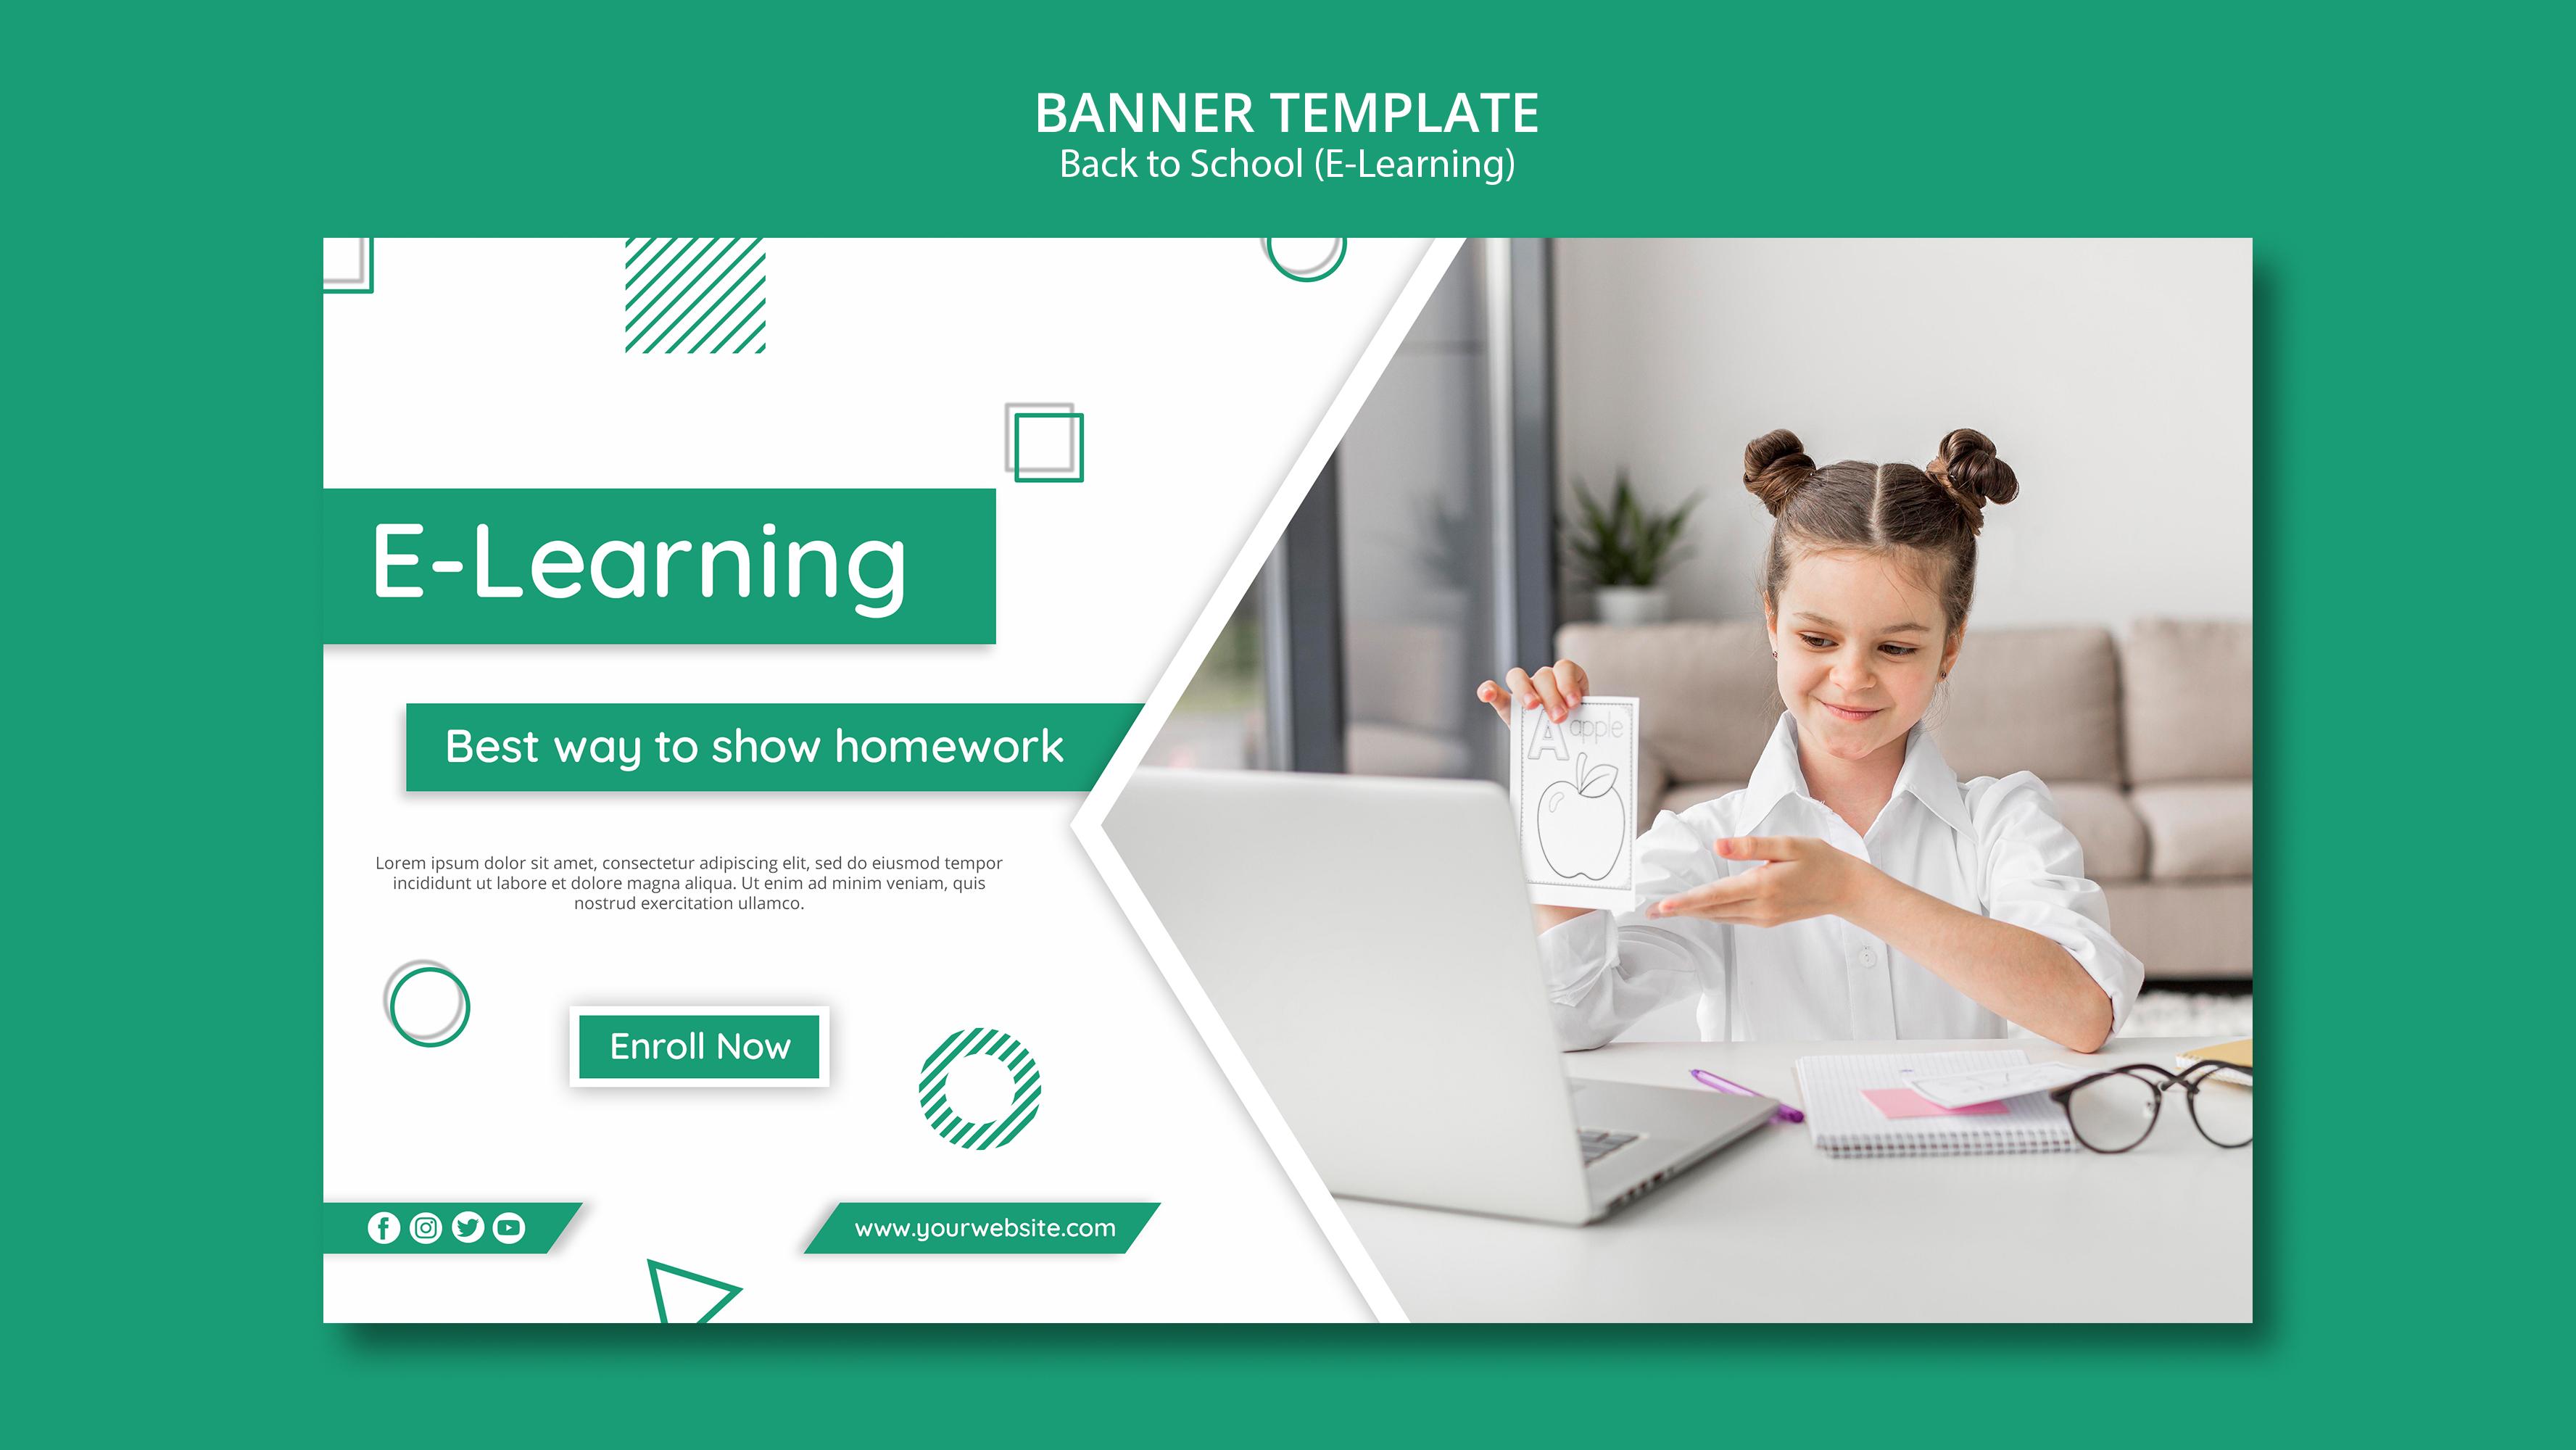 BANNER TEMPLATE
Back to School (E-Learning)
E-Learning
Best way to show homework
Lorem ipsum dolor sit amet, consectetur adipiscing elit, sed do eiusmod tempor
incididunt ut labore et dolore magna aliqua. Ut enim ad minim veniam, quis
nostrud exercitation ullamco.
Enroll Now
www.yourwebsite.com
A apple